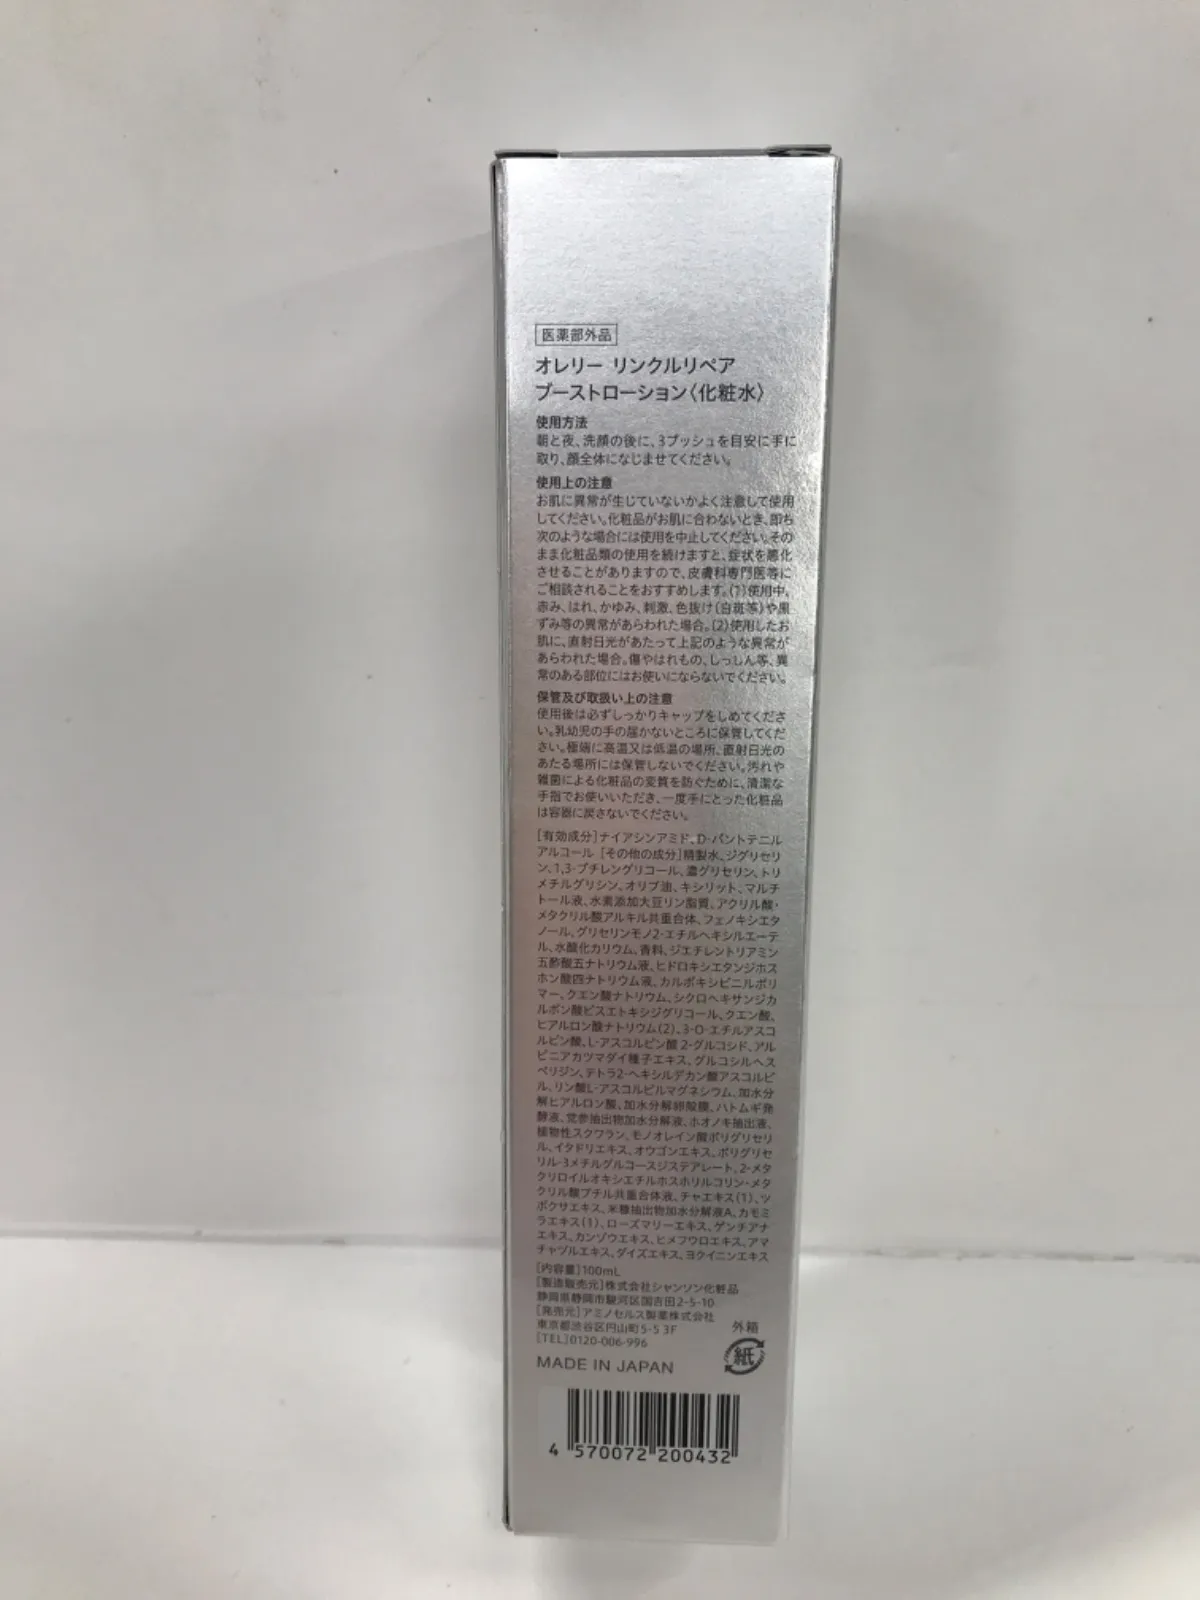 医薬部外品
オレリー リンクルリペア
ブーストローション〈化粧水〉
使用方法
朝と夜、洗顔の後に、3プッシュを目安に手に
取り、顔全体になじませてください。
使用上の注意
お肌に異常が生じていないかよく注意して使用
してください。化粧品がお肌に合わないとき、即ち
次のような場合には使用を中止してください。その
まま化粧品類の使用を続けますと、症状を悪化
させることがありますので、皮膚科専門医等に
ご相談されることをおすすめします。(1)使用中、
赤み、はれ、かゆみ、刺激、色抜け(白斑等)や黒
ずみ等の異常があらわれた場合。(2)使用したお
肌に、直射日光があたって上記のような異常が
あらわれた場合。傷やはれもの、しっしん等、異
常のある部位にはお使いにならないでください。
保管及び取扱い上の注意
使用後は必ずしっかりキャップをしめてくださ
い。乳幼児の手の届かないところに保管してくだ
さい。極端に高温又は低温の場所、直射日光の
あたる場所には保管しないでください。汚れや
雑菌による化粧品の変質を防ぐために、清潔な
手指でお使いいただき、一度手にとった化粧品
は容器に戻さないでください。
[有効成分]ナイアシンアミド、D-パントテニル
アルコール [その他の成分]精製水、ジグリセリ
ン、1,3-ブチレングリコール、濃グリセリン、トリ
メチルグリシン、オリブ油、キシリット、マルチ
トール液、水素添加大豆リン脂質、アクリル酸・
メタクリル酸アルキル共重合体、フェノキシエタ
ノール、グリセリンモノ2-エチルヘキシルエーテ
ル、水酸化カリウム、香料、ジエチレントリアミン
五酢酸五ナトリウム液、ヒドロキシエタンジホス
ホン酸四ナトリウム液、カルボキシビニルポリ
マー、クエン酸ナトリウム、シクロヘキサンジカ
ルボン酸ビスエトキシジグリコール、クエン酸、
ヒアルロン酸ナトリウム(2)、3-O-エチルアスコ
ルビン酸、L-アスコルビン酸 2-グルコシド、アル
ピニアカツマダイ種子エキス、グルコシルヘス
ペリジン、テトラ2-ヘキシルデカン酸アスコルビ
ル、リン酸L-アスコルビルマグネシウム、加水分
解ヒアルロン酸、加水分解卵殻膜、ハトムギ発
酵液、党参抽出物加水分解液、ホオノキ抽出液、
植物性スクワラン、モノオレイン酸ポリグリセリ
ル、イタドリエキス、オウゴンエキス、ポリグリセ
リル-3メチルグルコースジステアレート、2-メタ
クリロイルオキシエチルホスホリルコリン・メタ
クリル酸ブチル共重合体液、チャエキス(1)、ツ
ボクサエキス、米糠抽出物加水分解液A、カモミ
ラエキス(1)、ローズマリーエキス、ゲンチアナ
エキス、カンゾウエキス、ヒメフウロエキス、アマ
チャヅルエキス、ダイズエキス、ヨクイニンエキス
[内容量]100mL
[製造販売元]株式会社シャンソン化粧品
静岡県静岡市駿河区国吉田2-5-10
[発売元]アミノセルス製薬株式会社
東京都渋谷区円山町5-5 3F
[TEL]0120-006-996
MADE IN JAPAN
外箱
紙
4 570072 200432